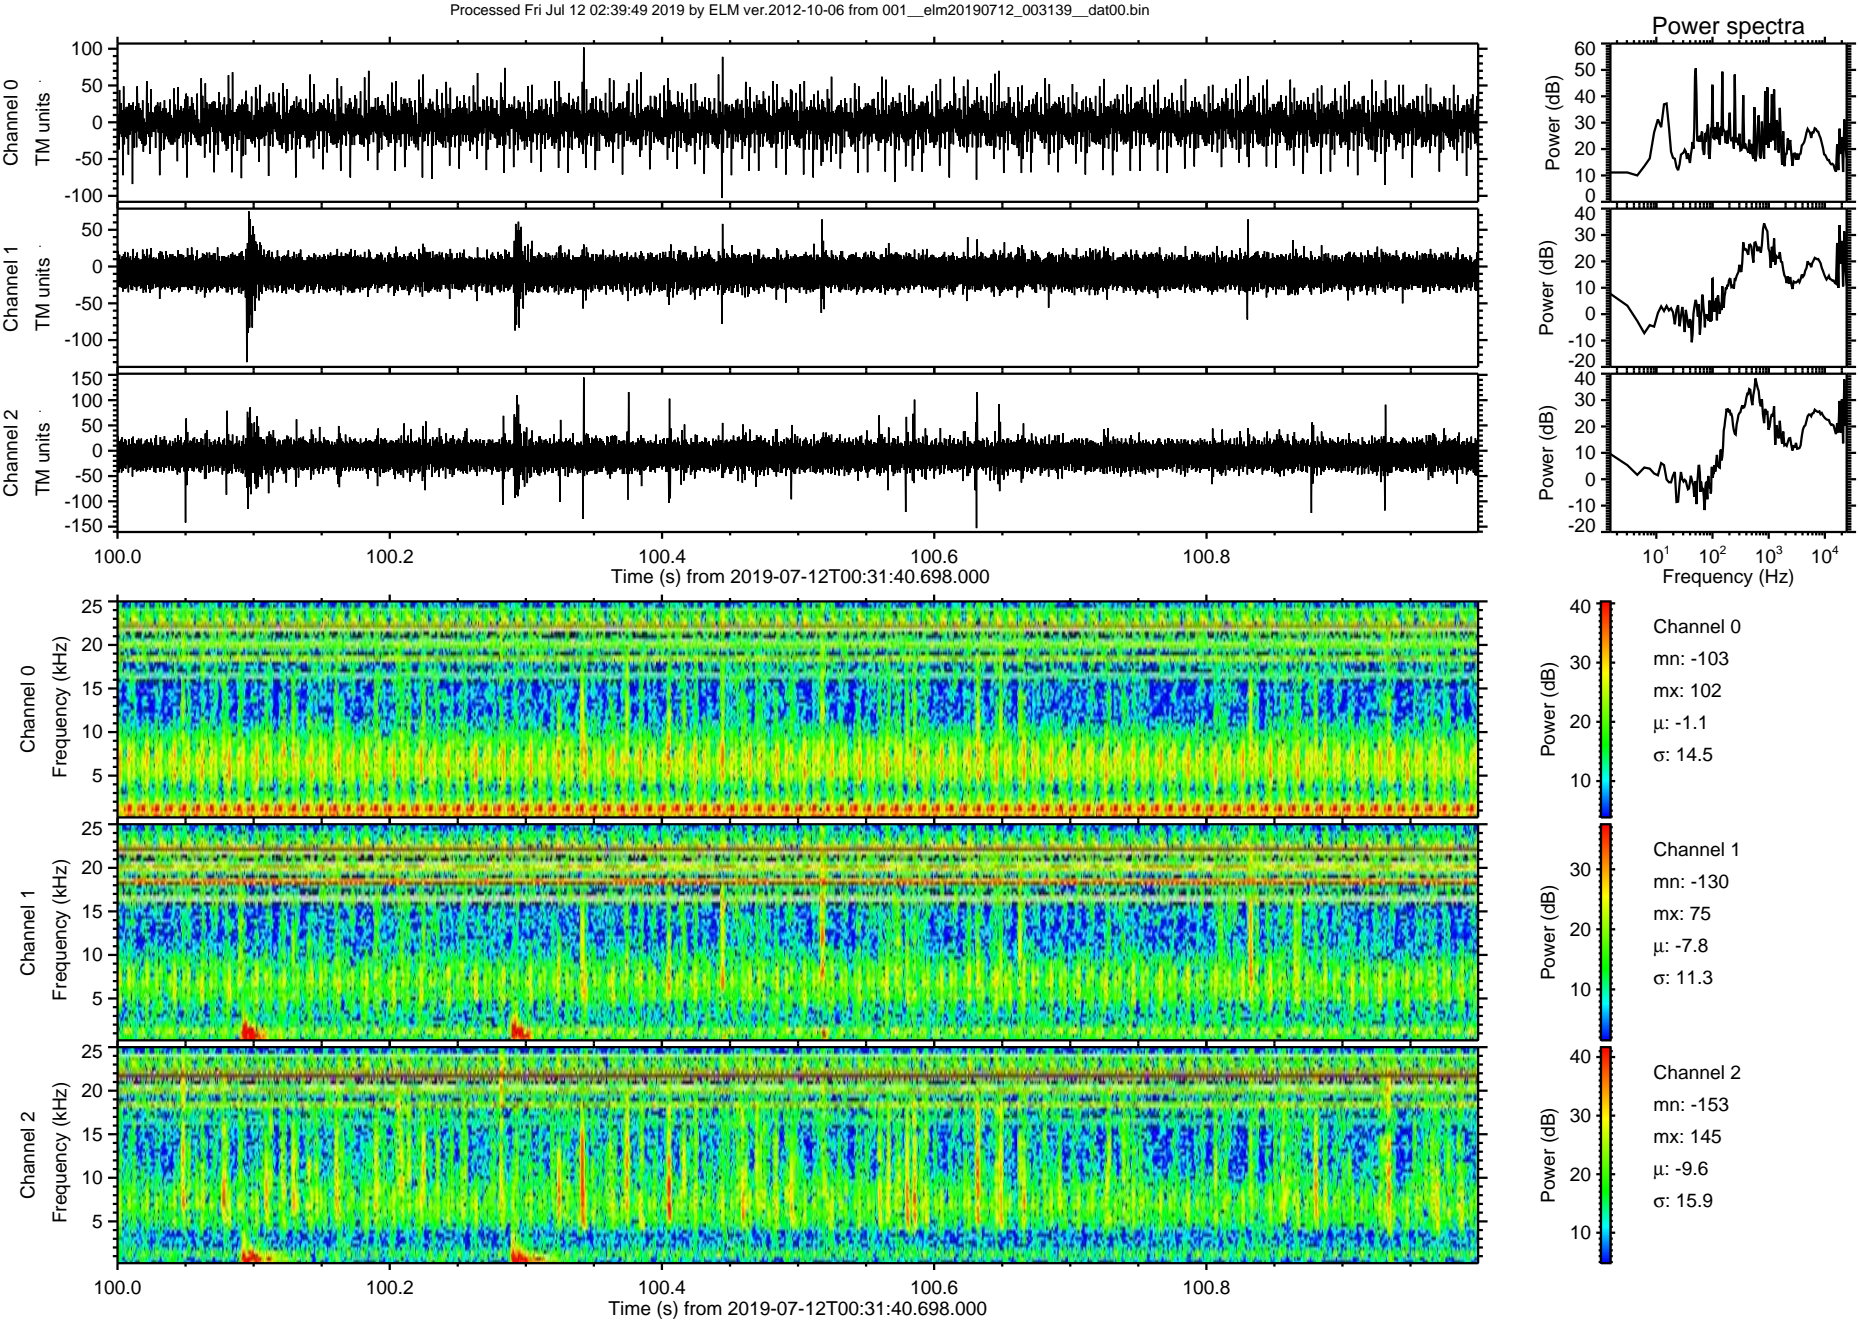 Processed Fri Jul 12 02:39:49 2019 by ELM ver.2012-10-06 from 001__elm20190712_003139__dat00.bin
Power spectra
Channel 0
TM units
100
50
0
-50
-100
Power (dB)
60
50
40
30
20
10
0
Channel 1
TM units
50
0
-50
-100
Power (dB)
40
30
20
10
0
-10
-20
Channel 2
TM units
150
100
50
0
-50
-100
-150
Power (dB)
40
30
20
10
0
-10
-20
100.0 100.2 100.4 100.6 100.8
Time (s) from 2019-07-12T00:31:40.698.000
10^1 10^2 10^3 10^4
Frequency (Hz)
Channel 0
Frequency (kHz)
25
20
15
10
5
Power (dB)
40
30
20
10
Channel 0
mn: -103
mx: 102
μ: -1.1
σ: 14.5
Channel 1
Frequency (kHz)
25
20
15
10
5
Power (dB)
30
20
10
Channel 1
mn: -130
mx: 75
μ: -7.8
σ: 11.3
Channel 2
Frequency (kHz)
25
20
15
10
5
Power (dB)
40
30
20
10
Channel 2
mn: -153
mx: 145
μ: -9.6
σ: 15.9
100.0 100.2 100.4 100.6 100.8
Time (s) from 2019-07-12T00:31:40.698.000